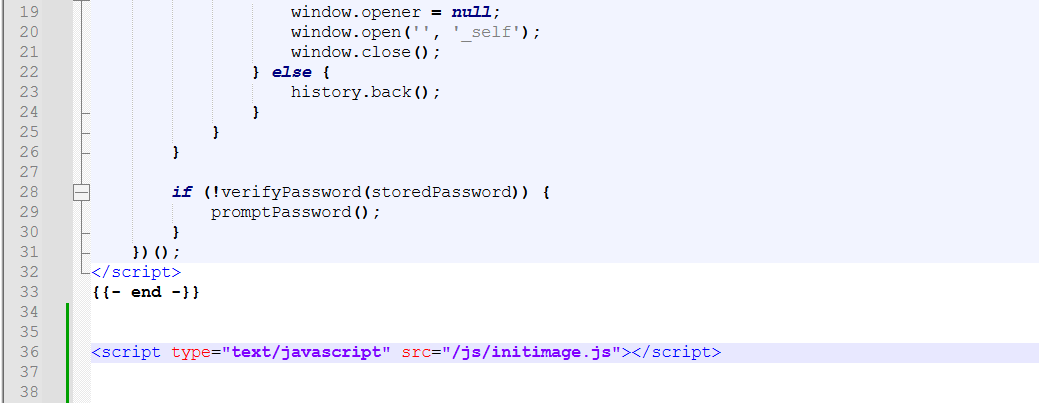 19 window.opener = null;
20 window.open('', '_self');
21 window.close();
22 } else {
23 history.back();
24 }
25 }
26 }
27
28 if (!verifyPassword(storedPassword)) {
29 promptPassword();
30 }
31 })();
32 </script>
33 {{- end -}}
34
35
36 <script type="text/javascript" src="/js/initimage.js"></script>
37
38